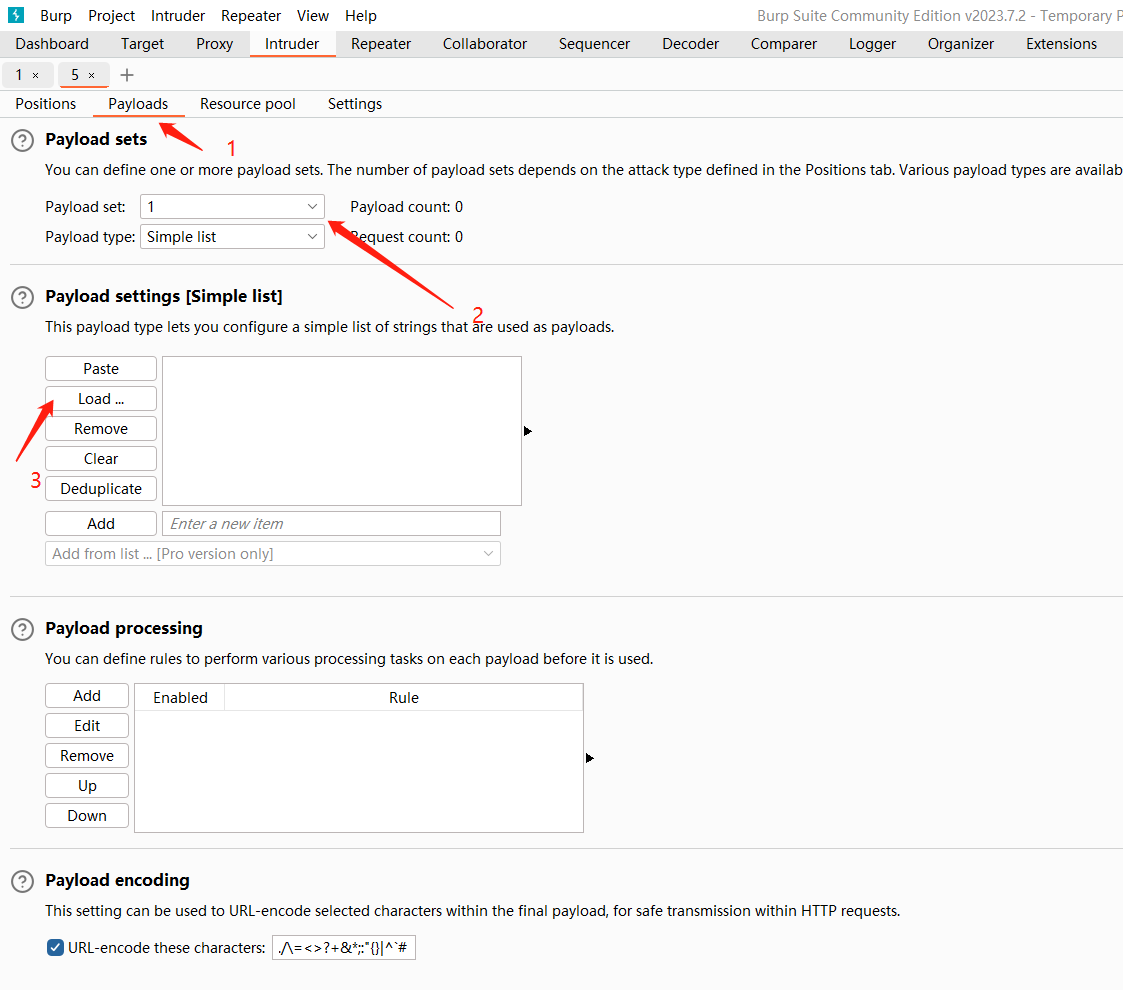 Burp Project Intruder Repeater View Help Burp Suite Community Edition v2023.7.2 - Temporary P
Dashboard Target Proxy Intruder Repeater Collaborator Sequencer Decoder Comparer Logger Organizer Extensions
1 × 5 × +
Positions Payloads Resource pool Settings
? Payload sets 1
You can define one or more payload sets. The number of payload sets depends on the attack type defined in the Positions tab. Various payload types are availab
Payload set: 1 Payload count: 0
Payload type: Simple list Request count: 0
? Payload settings [Simple list] 2
This payload type lets you configure a simple list of strings that are used as payloads.
Paste
Load ...
Remove
Clear
3 Deduplicate
Add Enter a new item
Add from list ... [Pro version only]
? Payload processing
You can define rules to perform various processing tasks on each payload before it is used.
Add Enabled Rule
Edit
Remove
Up
Down
? Payload encoding
This setting can be used to URL-encode selected characters within the final payload, for safe transmission within HTTP requests.
URL-encode these characters: ./\=<>?+&*;:"{}|^`#